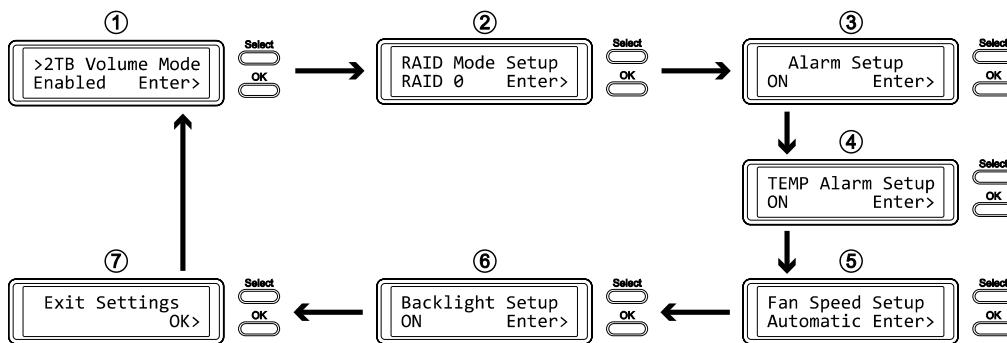 ①
>2TB Volume Mode
Enabled Enter>
Select
OK
②
RAID Mode Setup
RAID 0 Enter>
Select
OK
③
Alarm Setup
ON Enter>
Select
OK
④
TEMP Alarm Setup
ON Enter>
Select
OK
⑤
Fan Speed Setup
Automatic Enter>
Select
OK
⑥
Backlight Setup
ON Enter>
Select
OK
⑦
Exit Settings
OK>
Select
OK